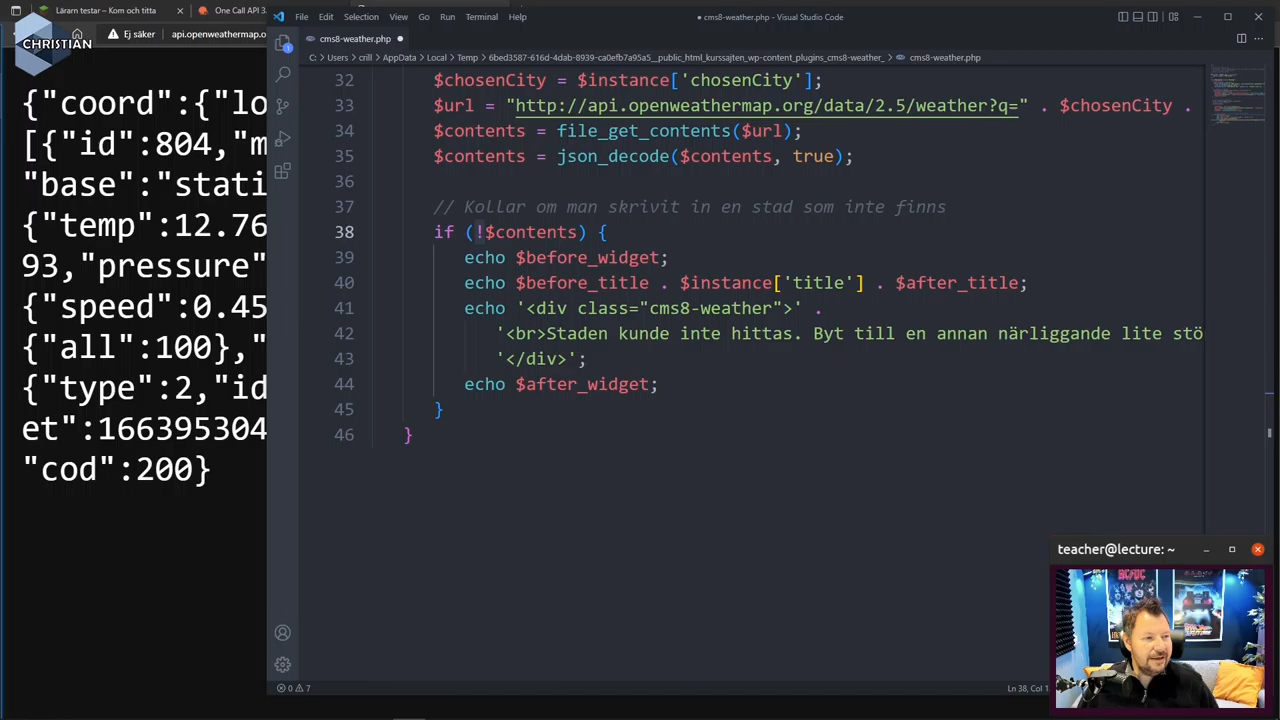 Lärarn testar – Kom och titta
One Call API 3.
File Edit Selection View Go Run Terminal Help
cms8-weather.php - Visual Studio Code
CHRISTIAN
Ej säker
api.openweathermap.o
cms8-weather.php
C: > Users > crill > AppData > Local > Temp > 6bed3587-616d-4dab-8939-ca0efb7a95a5__public_html_kurssajten_wp-content_plugins_cms8-weather_ > cms8-weather.php
{"coord":{"lo
[{"id":804,"m
"base":"stati
{"temp":12.76
93,"pressure"
{"speed":0.45
{"all":100},"
{"type":2,"id
et":166395304
"cod":200}
32 $chosenCity = $instance['chosenCity'];
33 $url = "http://api.openweathermap.org/data/2.5/weather?q=" . $chosenCity .
34 $contents = file_get_contents($url);
35 $contents = json_decode($contents, true);
36
37 // Kollar om man skrivit in en stad som inte finns
38 if (!$contents) {
39 echo $before_widget;
40 echo $before_title . $instance['title'] . $after_title;
41 echo '<div class="cms8-weather">' .
42 '<br>Staden kunde inte hittas. Byt till en annan närliggande lite stö
43 '</div>';
44 echo $after_widget;
45 }
46 }
teacher@lecture: ~
AC/DC
0 7
Ln 38, Col 1